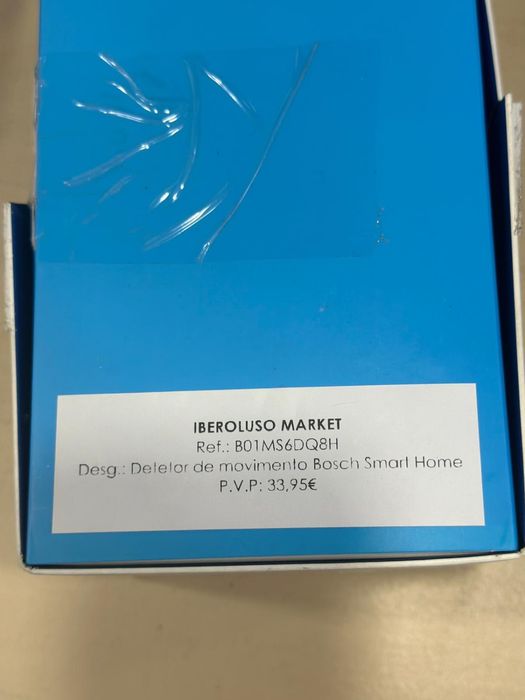 IBEROLUSO MARKET
Ref.: B01MS6DQ8H
Desg.: Detetor de movimento Bosch Smart Home
P.V.P: 33,95€